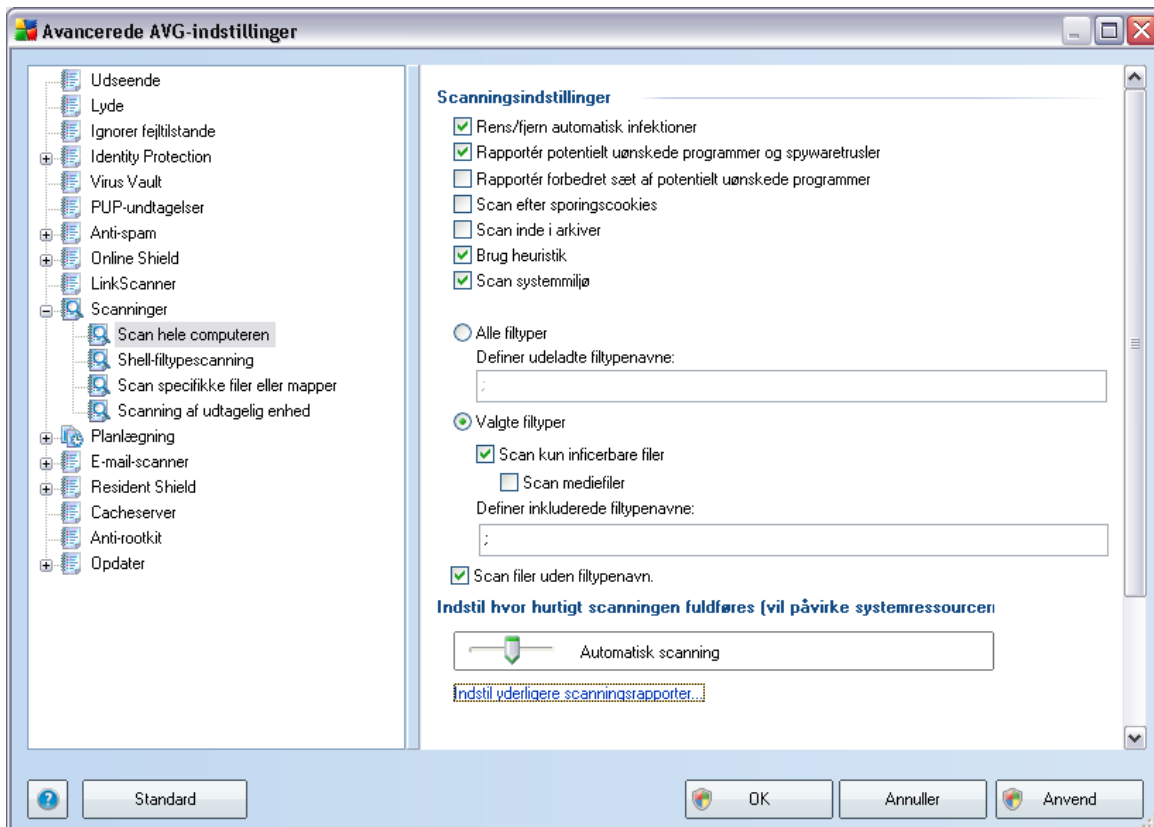 Avancerede AVG-indstillinger
Udseende
Lyde
Ignorer fejltilstande
Identity Protection
Virus Vault
PUP-undtagelser
Anti-spam
Online Shield
LinkScanner
Scanninger
Scan hele computeren
Shell-filtypescanning
Scan specifikke filer eller mapper
Scanning af udtagelig enhed
Planlægning
E-mail-scanner
Resident Shield
Cacheserver
Anti-rootkit
Opdater
Scanningsindstillinger
Rens/fjern automatisk infektioner
Rapportér potentielt uønskede programmer og spywaretrusler
Rapportér forbedret sæt af potentielt uønskede programmer
Scan efter sporingscookies
Scan inde i arkiver
Brug heuristik
Scan systemmiljø
Alle filtyper
Definer udeladte filtypenavne:
;
Valgte filtyper
Scan kun inficerbare filer
Scan mediefiler
Definer inkluderede filtypenavne:
;
Scan filer uden filtypenavn.
Indstil hvor hurtigt scanningen fuldføres (vil påvirke systemressourcer
Automatisk scanning
Indstil yderligere scanningsrapporter...
?
Standard
OK
Annuller
Anvend